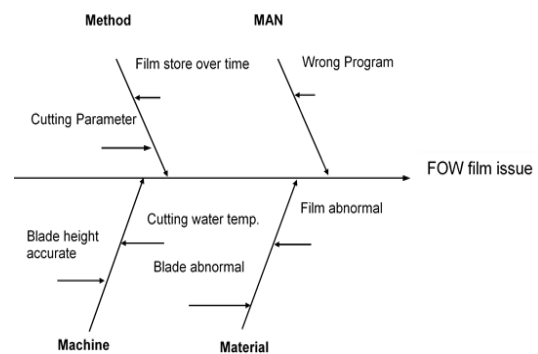 Method
MAN
Film store over time
Wrong Program
Cutting Parameter
FOW film issue
Film abnormal
Cutting water temp.
Blade height
accurate
Blade abnormal
Machine
Material